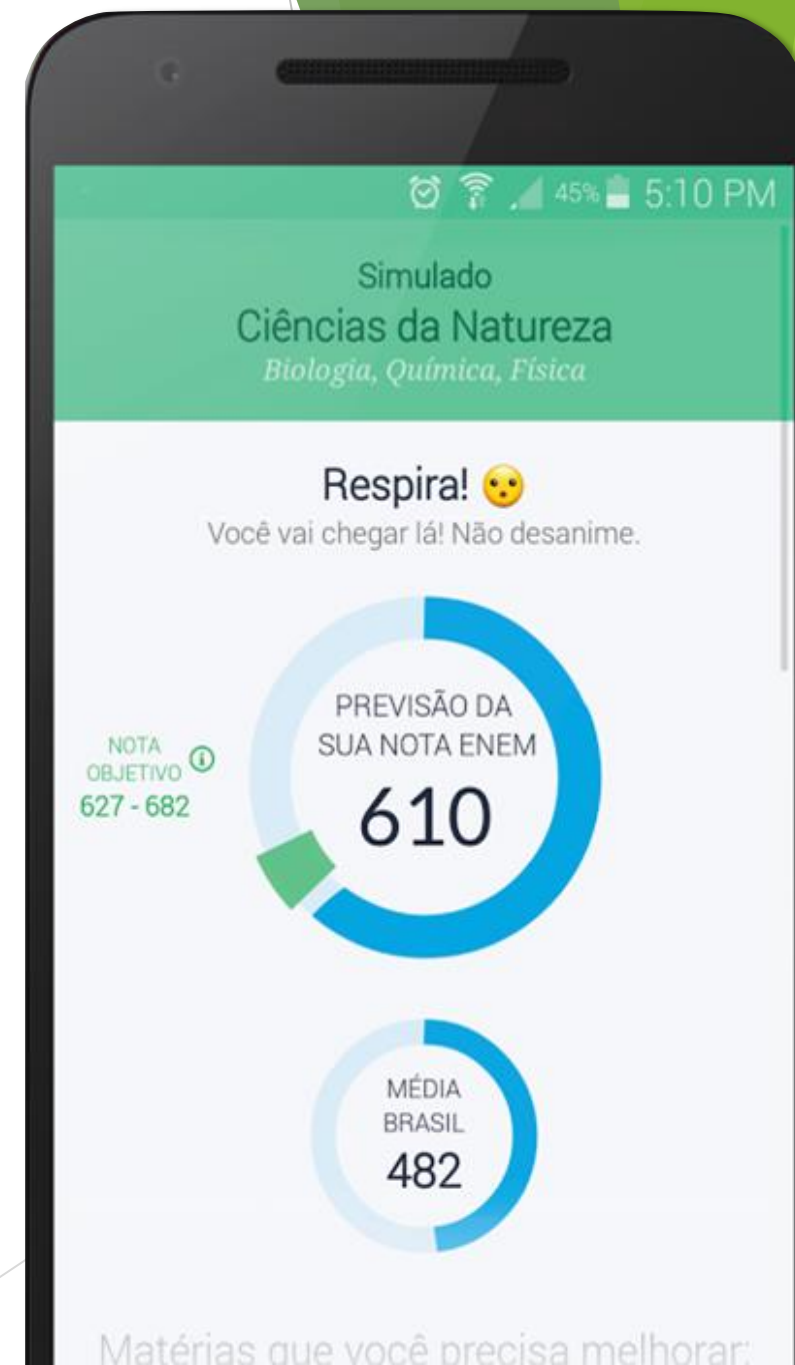 45% 5:10 PM
Simulado
Ciências da Natureza
Biologia, Química, Física
Respira! 😯
Você vai chegar lá! Não desanime.
NOTA
OBJETIVO
627 - 682
PREVISÃO DA
SUA NOTA ENEM
610
MÉDIA
BRASIL
482
Matérias que você precisa melhorar: